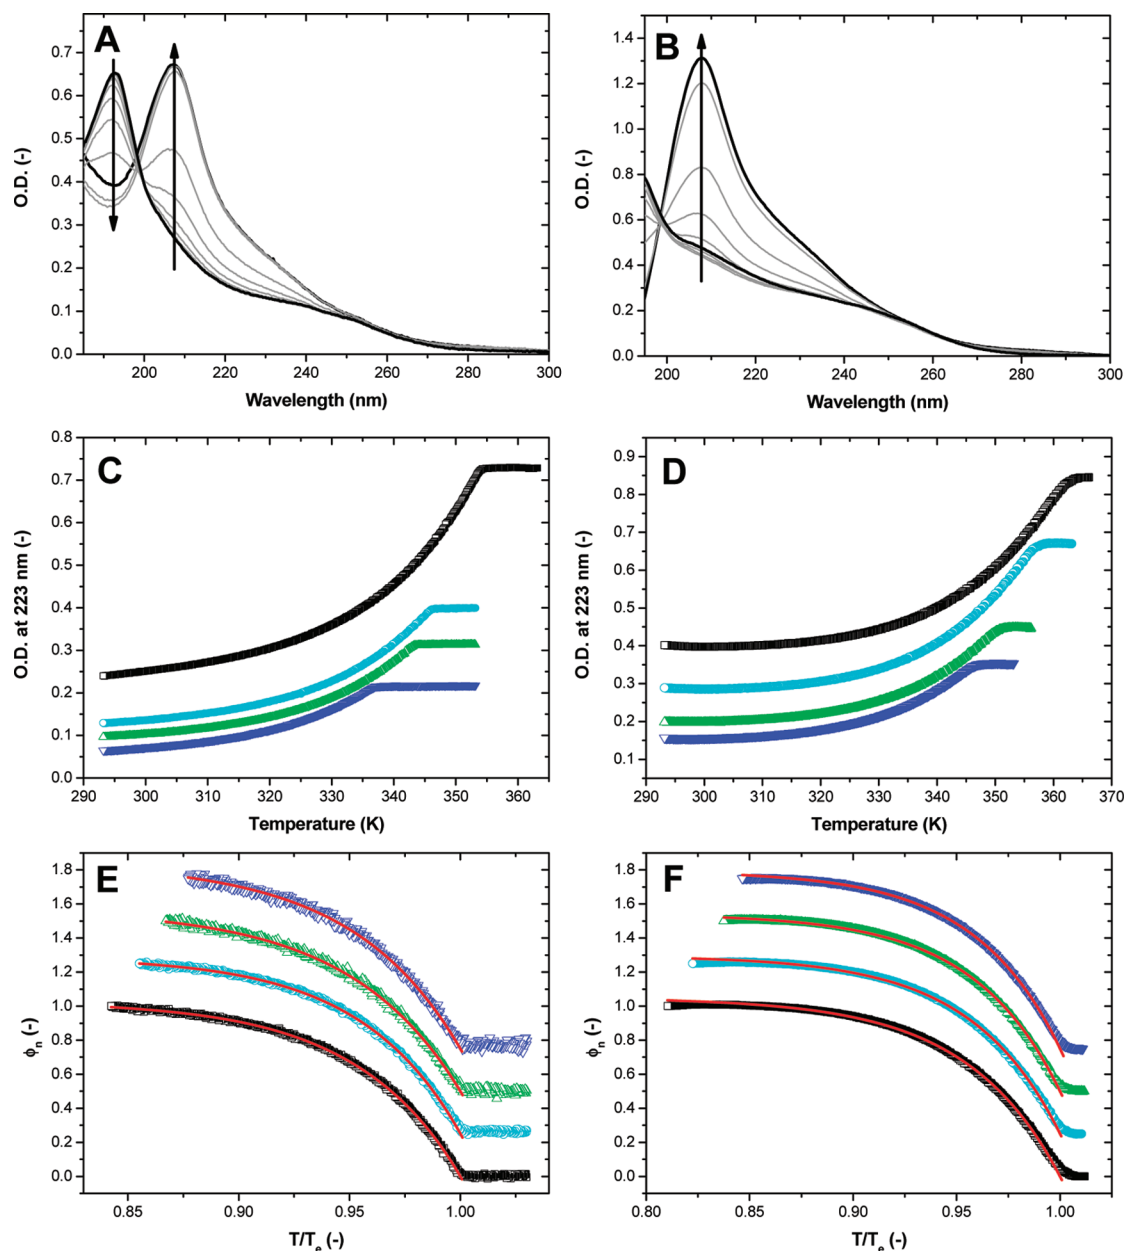 A
O.D. (-)
0.7
0.6
0.5
0.4
0.3
0.2
0.1
0.0
200 220 240 260 280 300
Wavelength (nm)
B
O.D. (-)
1.4
1.2
1.0
0.8
0.6
0.4
0.2
0.0
200 220 240 260 280 300
Wavelength (nm)
C
O.D. at 223 nm (-)
0.8
0.7
0.6
0.5
0.4
0.3
0.2
0.1
0.0
290 300 310 320 330 340 350 360
Temperature (K)
D
O.D. at 223 nm (-)
0.9
0.8
0.7
0.6
0.5
0.4
0.3
0.2
0.1
290 300 310 320 330 340 350 360 370
Temperature (K)
E
ϕn (-)
1.8
1.6
1.4
1.2
1.0
0.8
0.6
0.4
0.2
0.0
0.85 0.90 0.95 1.00
T/Te (-)
F
ϕn (-)
1.8
1.6
1.4
1.2
1.0
0.8
0.6
0.4
0.2
0.0
0.80 0.85 0.90 0.95 1.00
T/Te (-)